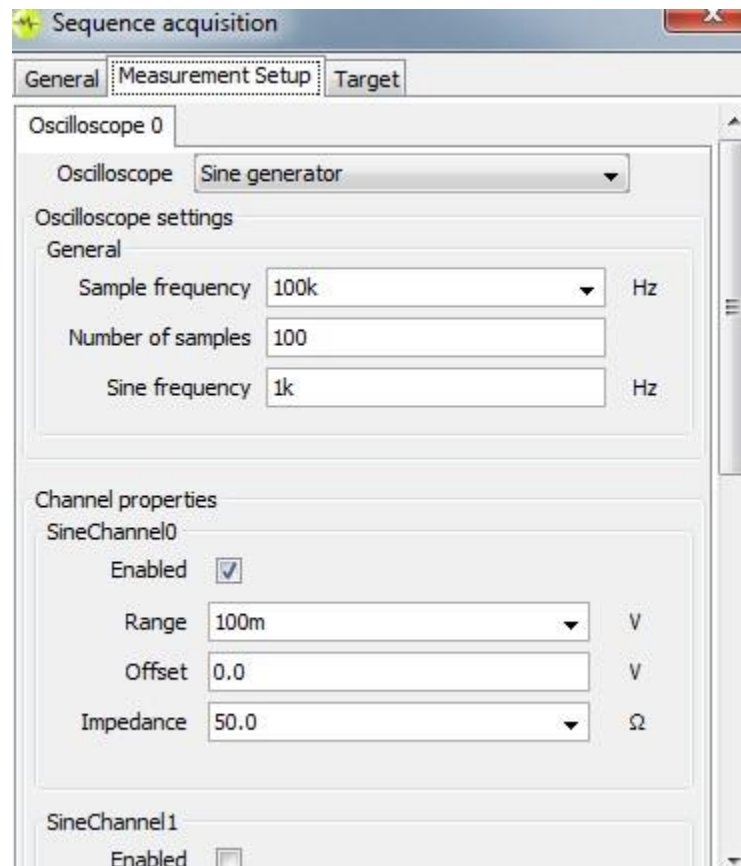 Sequence acquisition
General Measurement Setup Target
Oscilloscope 0
Oscilloscope Sine generator
Oscilloscope settings
General
Sample frequency 100k Hz
Number of samples 100
Sine frequency 1k Hz
Channel properties
SineChannel0
Enabled
Range 100m V
Offset 0.0 V
Impedance 50.0 Ω
SineChannel1
Enabled